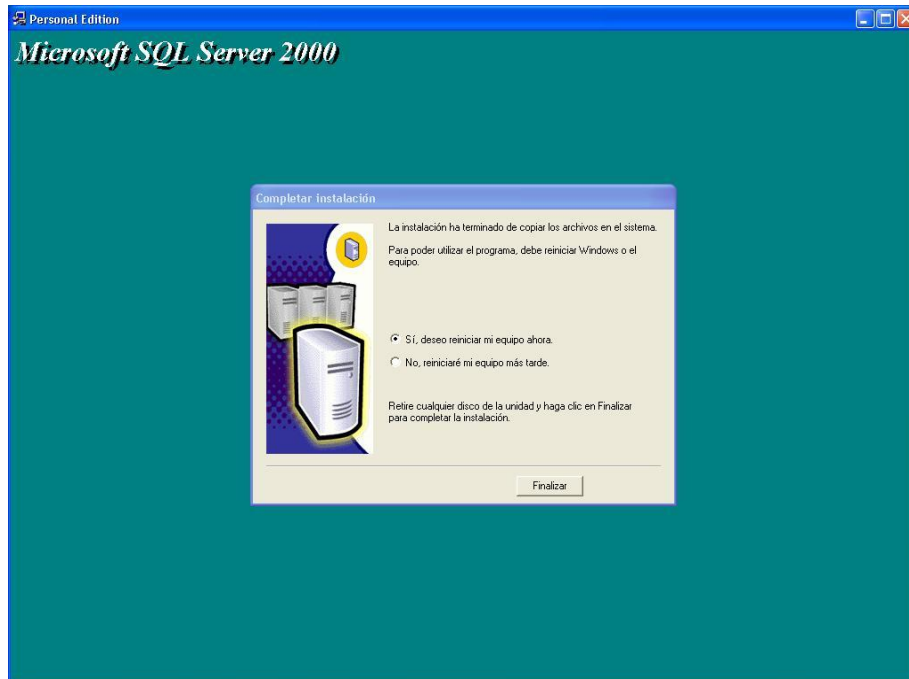 Personal Edition
Microsoft SQL Server 2000
Completar instalación
La instalación ha terminado de copiar los archivos en el sistema.
Para poder utilizar el programa, debe reiniciar Windows o el
equipo.
Sí, deseo reiniciar mi equipo ahora.
No, reiniciaré mi equipo más tarde.
Retire cualquier disco de la unidad y haga clic en Finalizar
para completar la instalación.
Finalizar